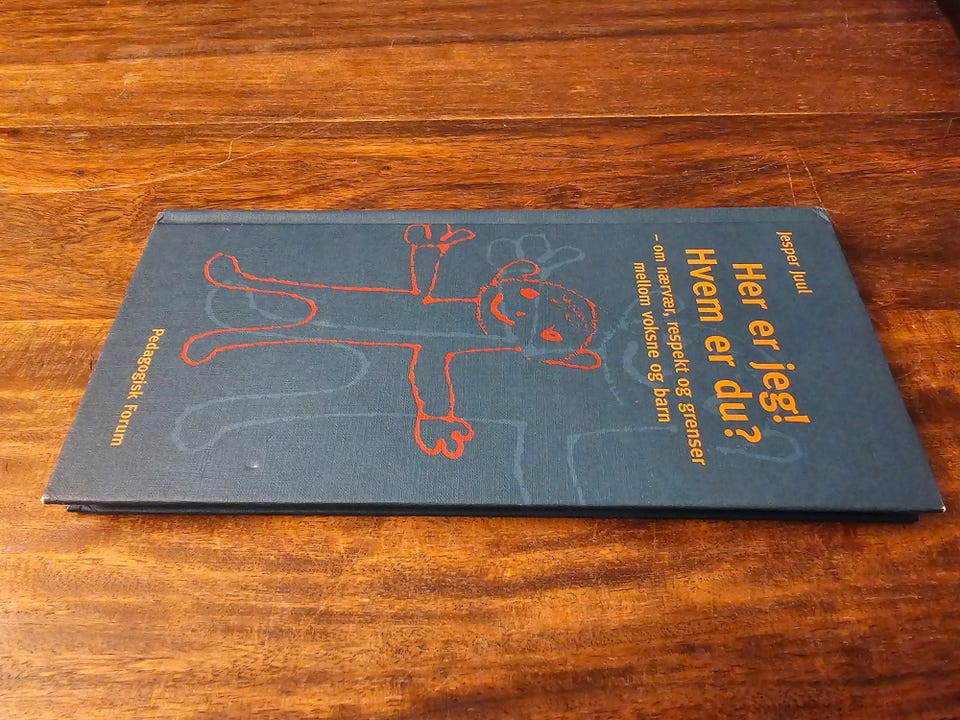 Jesper Juul
Her er jeg!
Hvem er du?
– om nærvær, respekt og grenser
mellom voksne og barn
Pedagogisk Forum